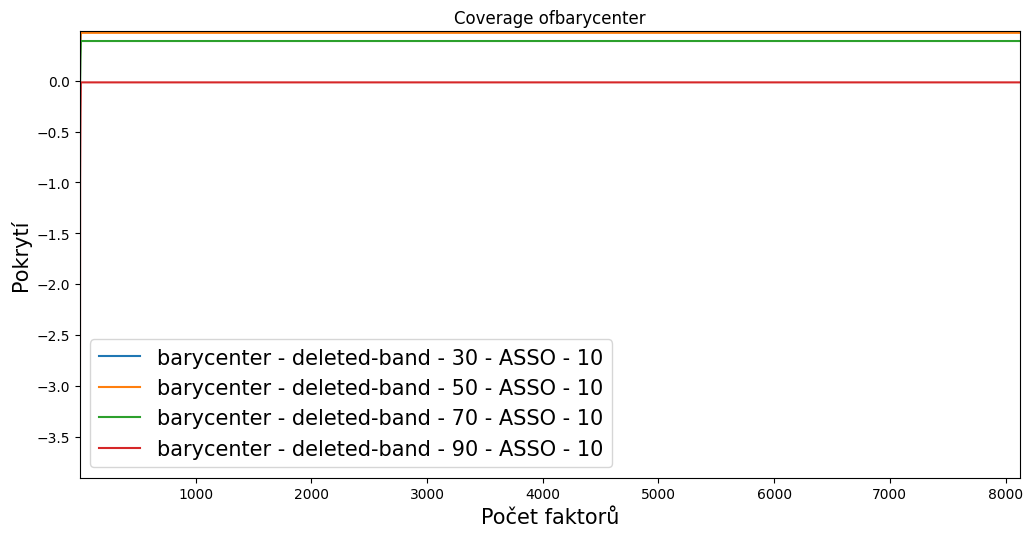 Coverage ofbarycenter
Pokrytí
0.0
−0.5
−1.0
−1.5
−2.0
−2.5
−3.0
−3.5
barycenter - deleted-band - 30 - ASSO - 10
barycenter - deleted-band - 50 - ASSO - 10
barycenter - deleted-band - 70 - ASSO - 10
barycenter - deleted-band - 90 - ASSO - 10
1000 2000 3000 4000 5000 6000 7000 8000
Počet faktorů